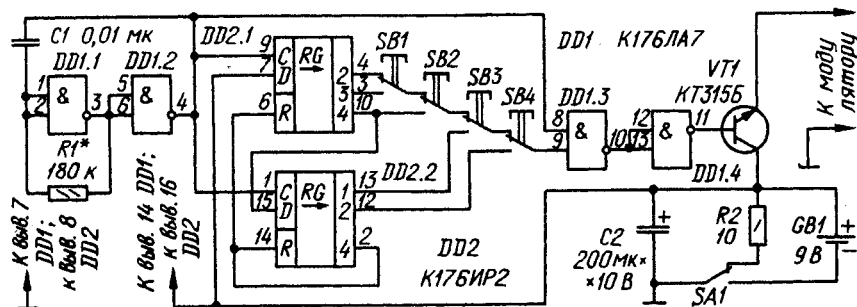 C1 0,01 мк
DD1.1
DD1.2
DD2.1
1
2
&
3
5
6
&
4
R1*
180 к
К выв. 7
DD1;
к выв. 8
DD2
К выв. 14 DD1;
к выв. 16
DD2
9
7
6
C
D
R
RG
2
3
4
4
3
10
SB1
SB2
SB3
SB4
1
15
14
C
D
R
RG
1
2
4
13
12
2
DD2.2
DD2
К176ИР2
DD1 К176ЛА7
DD1.3
8
9
&
10
12
13
&
11
DD1.4
VT1
КТ315Б
К моду
лятору
C2
200мк×
×10 В
R2
10
SA1
GB1
9 В
+
+
−